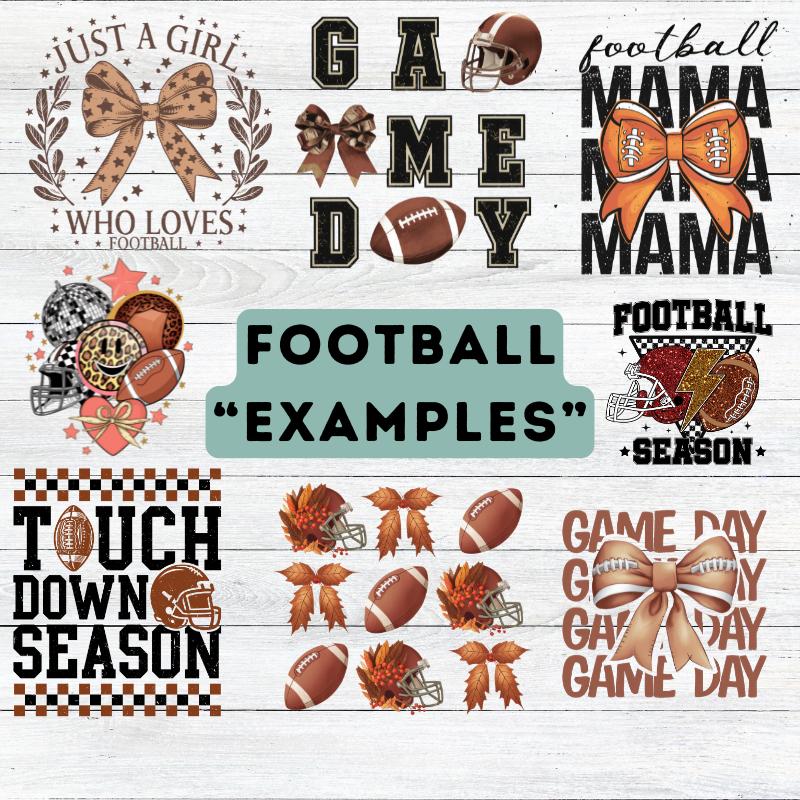 JUST A GIRL
WHO LOVES
FOOTBALL
GA
ME
D Y
football
MAMA
MAMA
MAMA
FOOTBALL
“EXAMPLES”
FOOTBALL
SEASON
T UCH
DOWN
SEASON
GAME DAY
GAME DAY
GAME DAY
GAME DAY